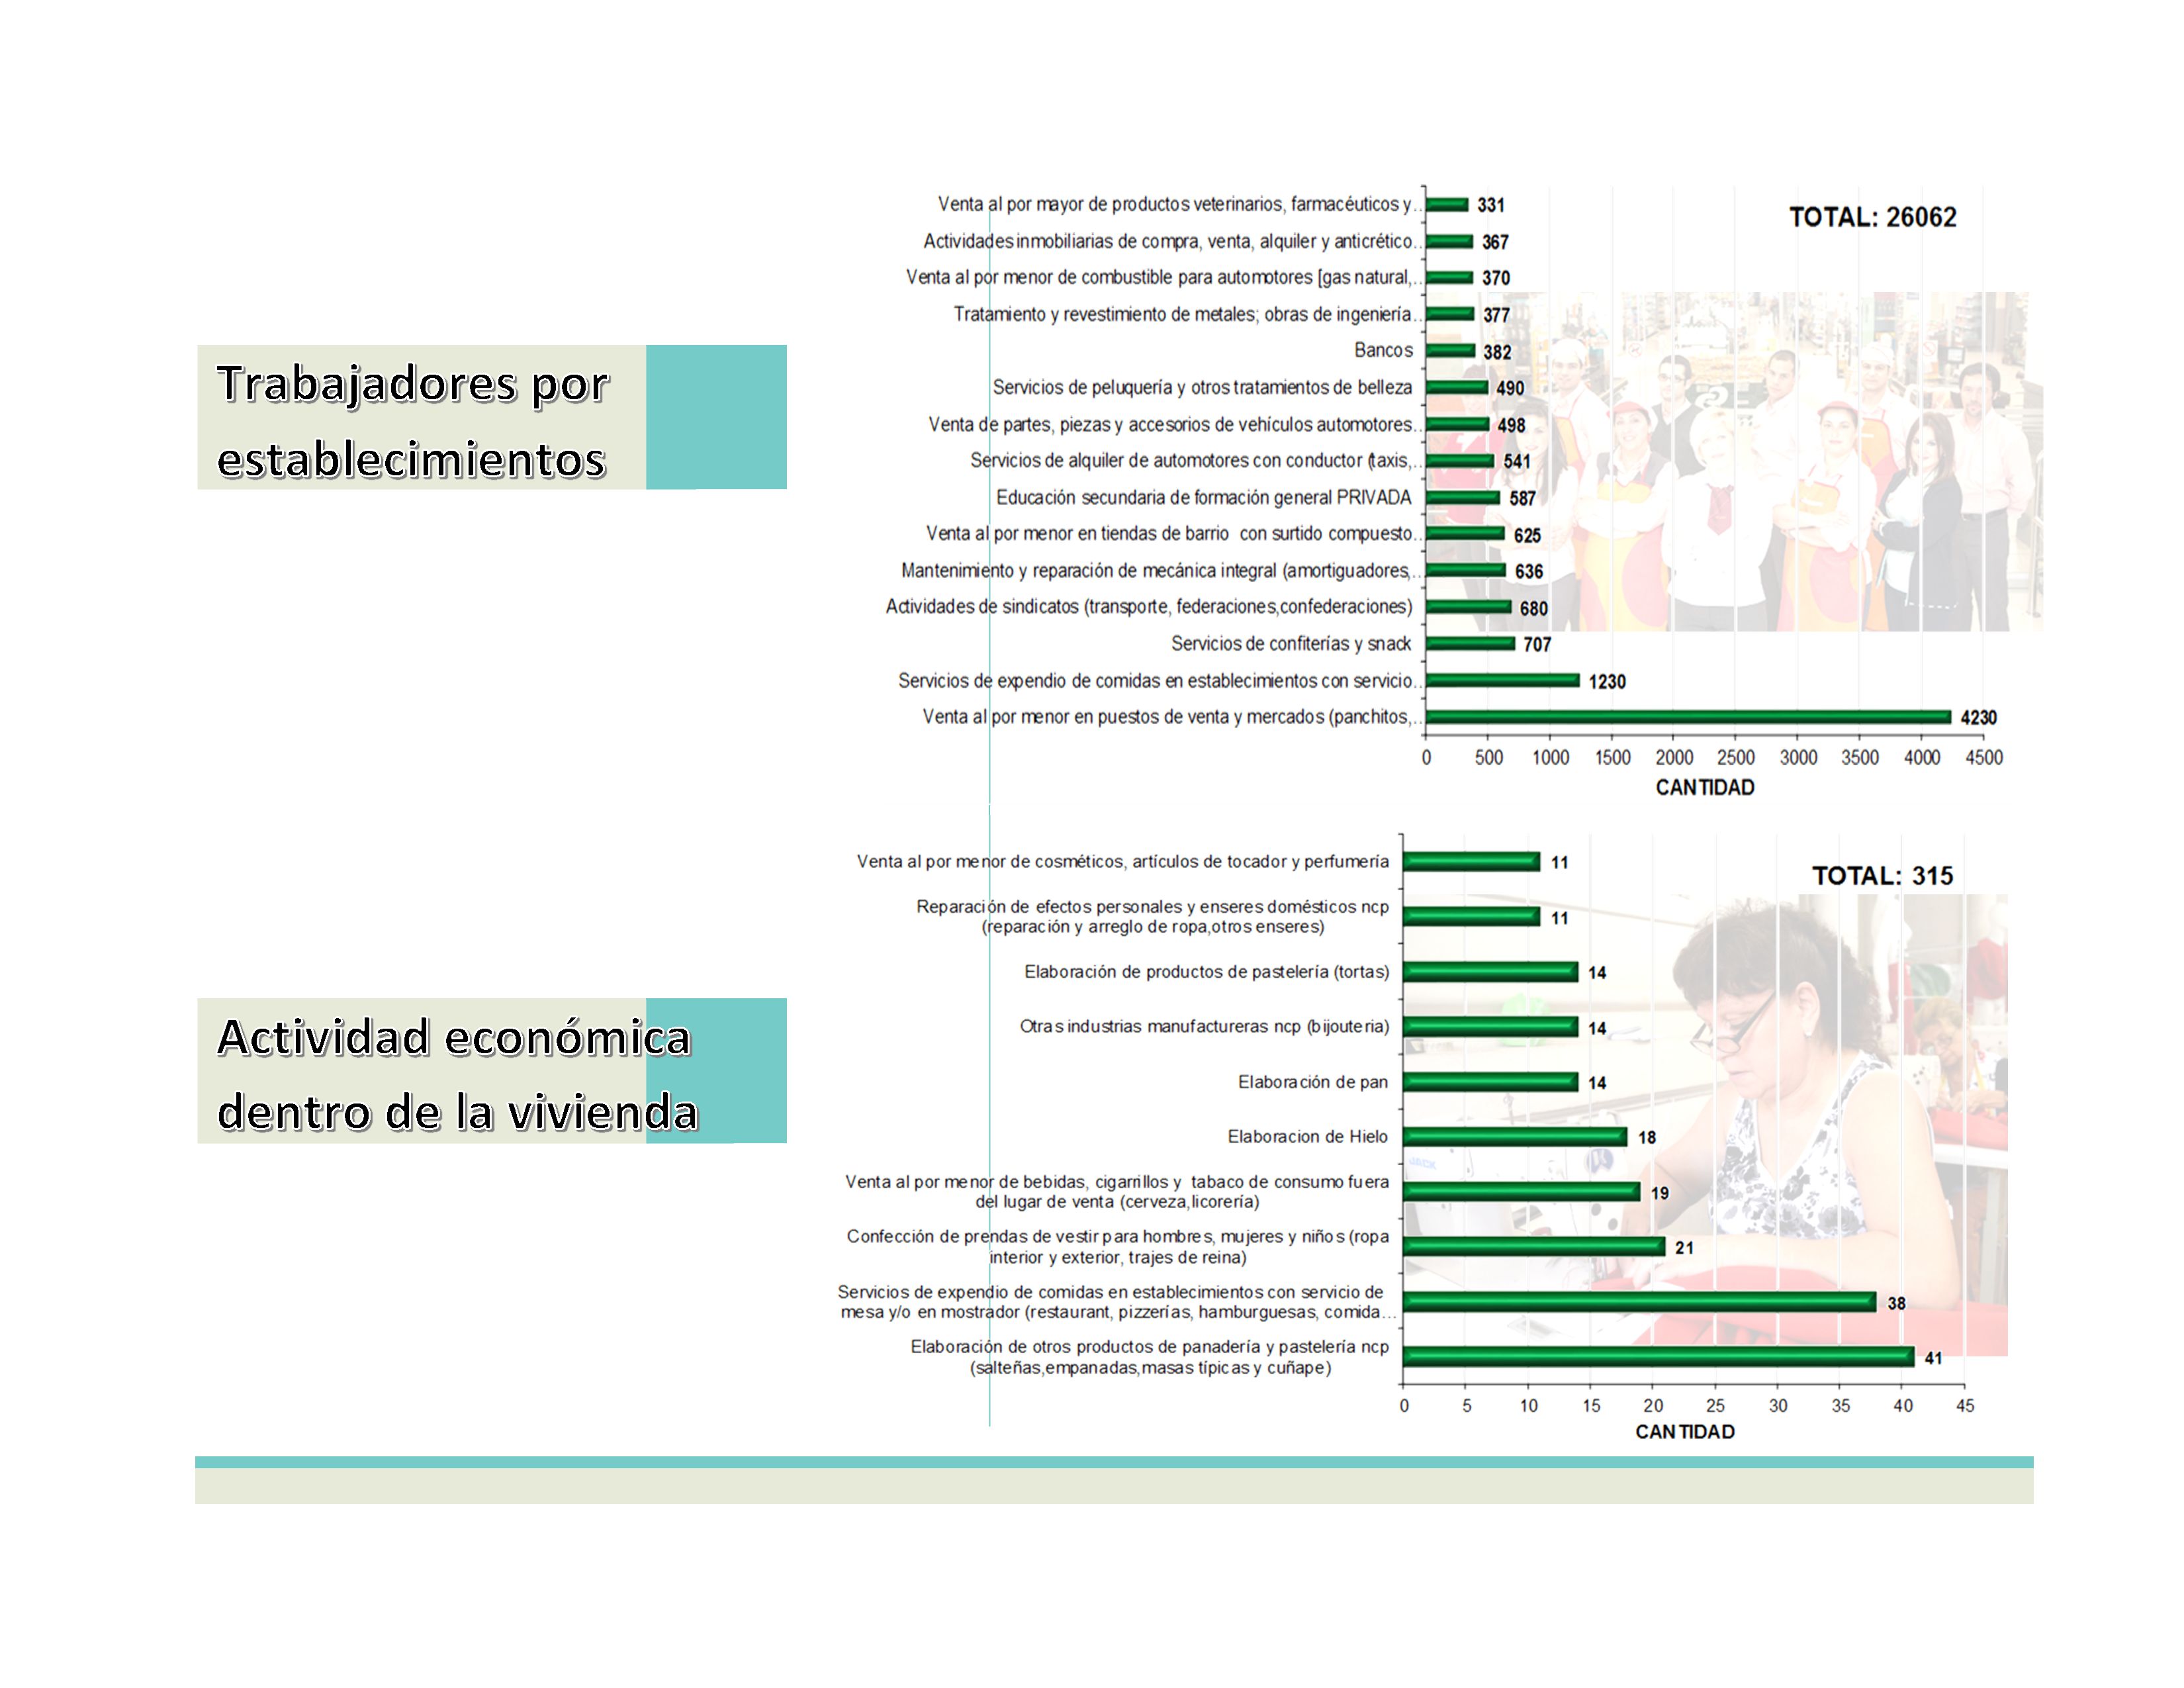 Trabajadores por
establecimientos
TOTAL: 26062
Venta al por mayor de productos veterinarios, farmacéuticos y... 331
Actividades inmobiliarias de compra, venta, alquiler y anticrético... 367
Venta al por menor de combustible para automotores [gas natural,... 370
Tratamiento y revestimiento de metales; obras de ingeniería... 377
Bancos 382
Servicios de peluquería y otros tratamientos de belleza 490
Venta de partes, piezas y accesorios de vehículos automotores... 498
Servicios de alquiler de automotores con conductor (taxis,... 541
Educación secundaria de formación general PRIVADA 587
Venta al por menor en tiendas de barrio con surtido compuesto... 625
Mantenimiento y reparación de mecánica integral (amortiguadores,... 636
Actividades de sindicatos (transporte, federaciones,confederaciones) 680
Servicios de confiterías y snack 707
Servicios de expendio de comidas en establecimientos con servicio... 1230
Venta al por menor en puestos de venta y mercados (panchitos,... 4230
0 500 1000 1500 2000 2500 3000 3500 4000 4500
CANTIDAD
Actividad económica
dentro de la vivienda
TOTAL: 315
Venta al por menor de cosméticos, artículos de tocador y perfumería 11
Reparación de efectos personales y enseres domésticos ncp
(reparación y arreglo de ropa,otros enseres) 11
Elaboración de productos de pastelería (tortas) 14
Otras industrias manufactureras ncp (bijouteria) 14
Elaboración de pan 14
Elaboracion de Hielo 18
JACK
Venta al por menor de bebidas, cigarrillos y tabaco de consumo fuera
del lugar de venta (cerveza,licorería) 19
Confección de prendas de vestir para hombres, mujeres y niños (ropa
interior y exterior, trajes de reina) 21
Servicios de expendio de comidas en establecimientos con servicio de
mesa y/o en mostrador (restaurant, pizzerías, hamburguesas, comida... 38
Elaboración de otros productos de panadería y pastelería ncp
(salteñas,empanadas,masas típicas y cuñape) 41
0 5 10 15 20 25 30 35 40 45
CANTIDAD